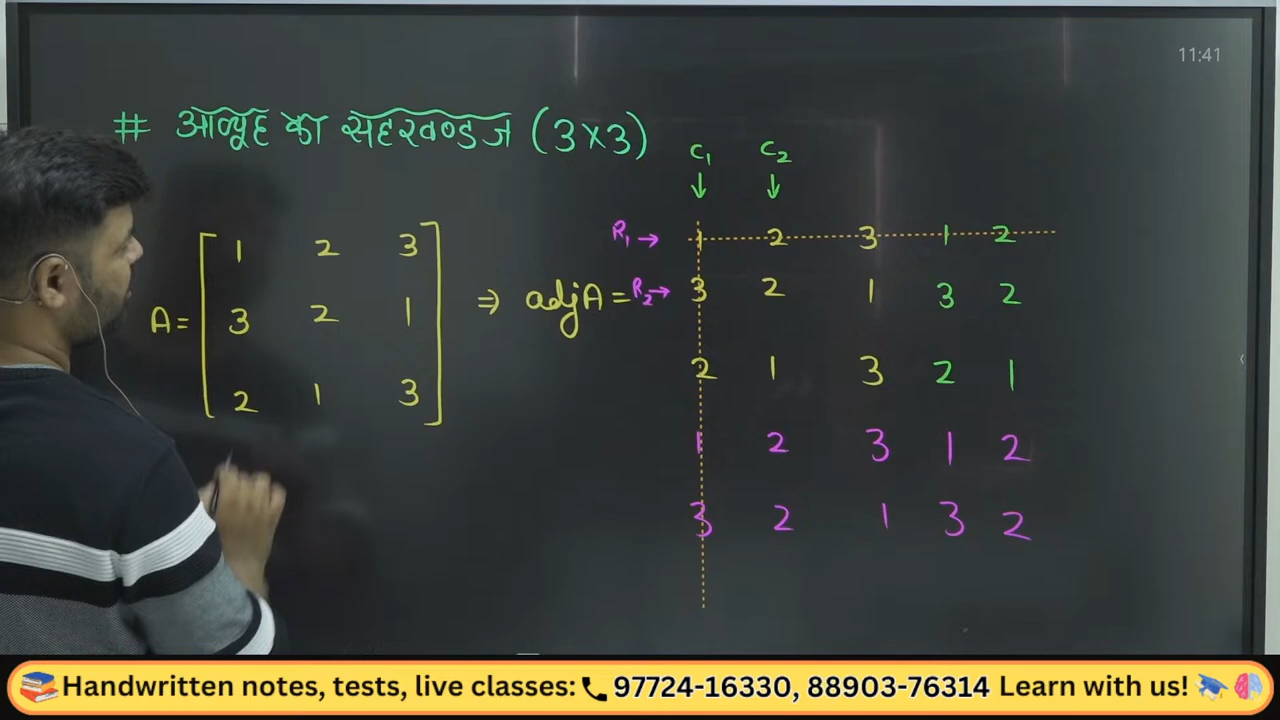 11:41
# आव्यूह का सहखण्डज (3×3)
C₁ C₂
↓ ↓
A = [ 1 2 3
3 2 1
2 1 3 ]
⇒ adjA =
R₁ → 1 2 3 1 2
R₂ → 3 2 1 3 2
2 1 3 2 1
1 2 3 1 2
3 2 1 3 2
Handwritten notes, tests, live classes: 97724-16330, 88903-76314 Learn with us!